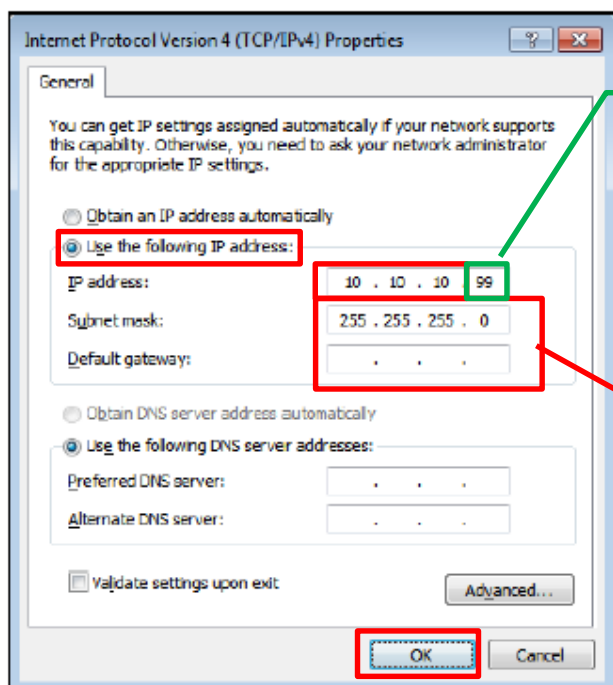 Internet Protocol Version 4 (TCP/IPv4) Properties
General
You can get IP settings assigned automatically if your network supports
this capability. Otherwise, you need to ask your network administrator
for the appropriate IP settings.
Obtain an IP address automatically
Use the following IP address:
IP address: 10 . 10 . 10 . 99
Subnet mask: 255 . 255 . 255 . 0
Default gateway: . . .
Obtain DNS server address automatically
Use the following DNS server addresses:
Preferred DNS server: . . .
Alternate DNS server: . . .
Validate settings upon exit
Advanced...
OK Cancel